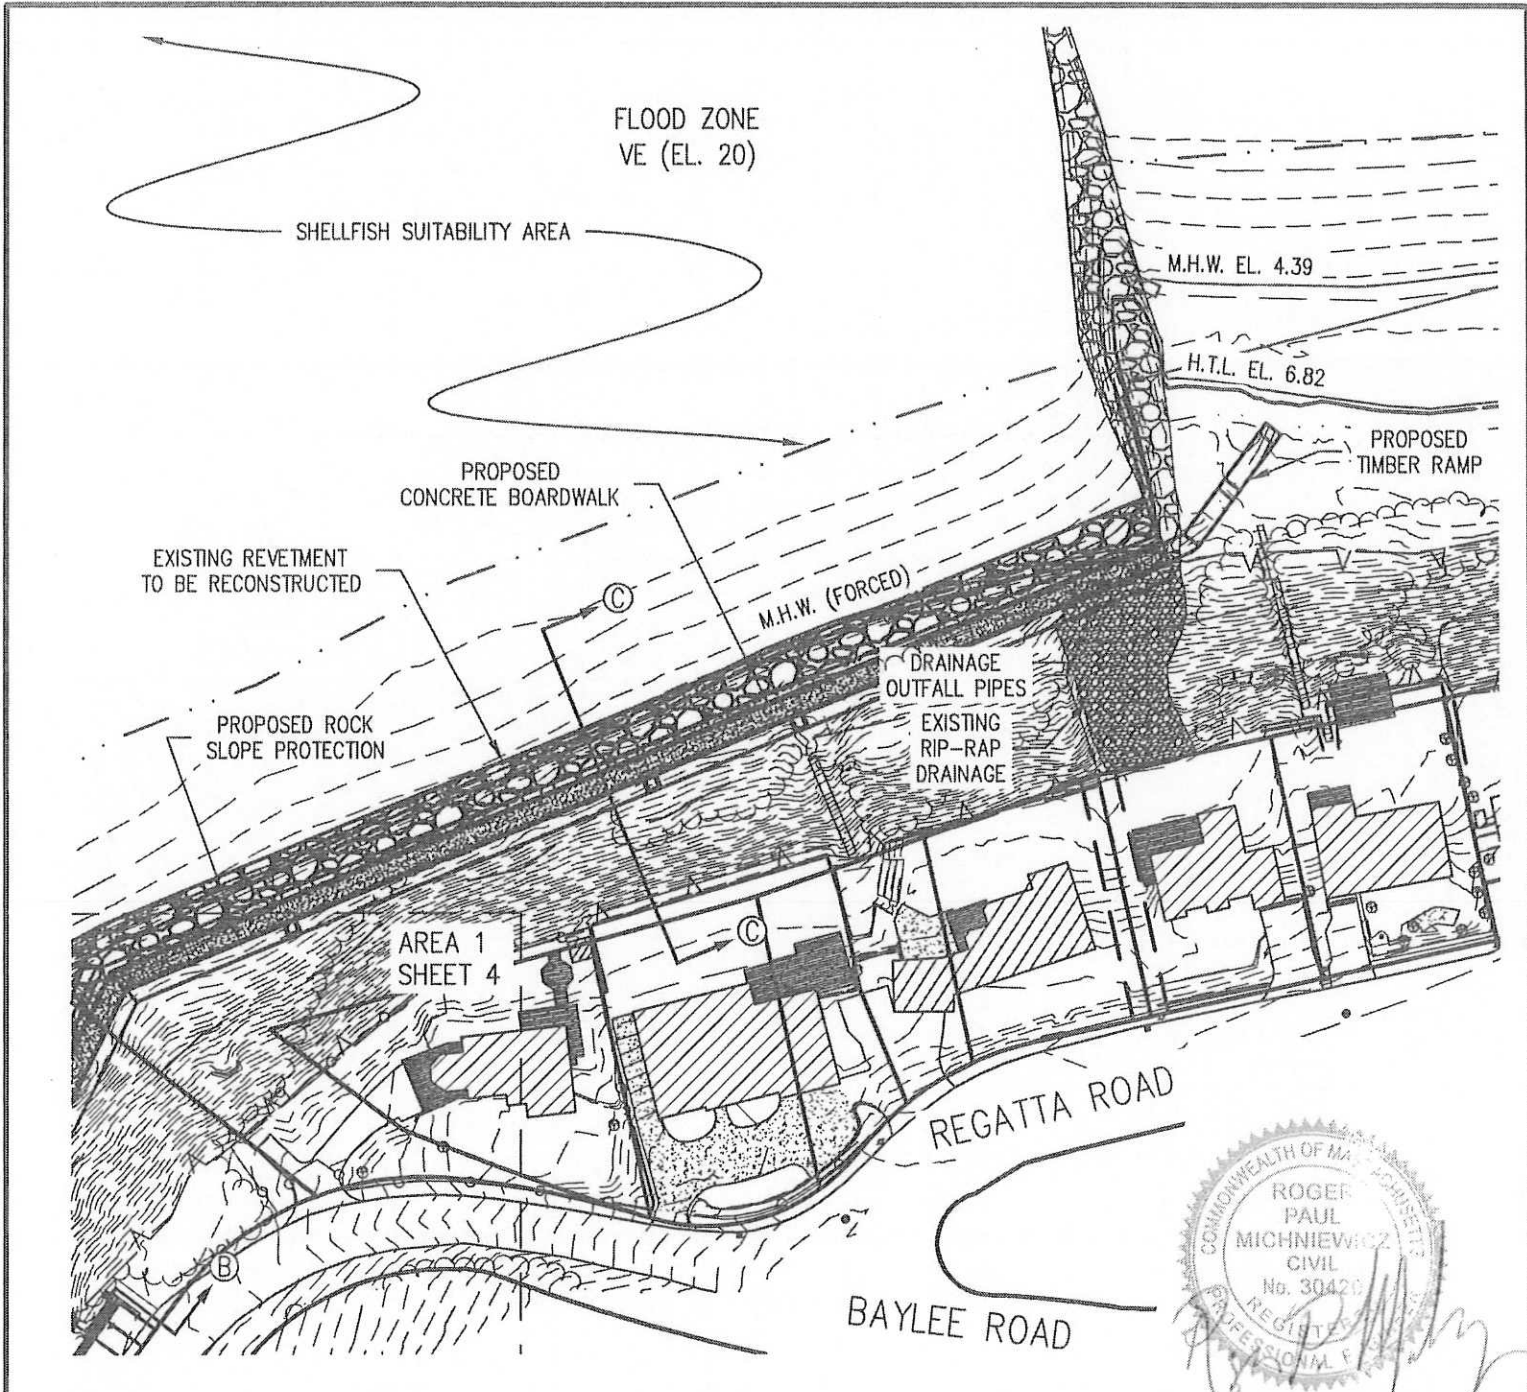 FLOOD ZONE
VE (EL. 20)
SHELLFISH SUITABILITY AREA
M.H.W. EL. 4.39
H.T.L. EL. 6.82
PROPOSED
TIMBER RAMP
PROPOSED
CONCRETE BOARDWALK
EXISTING REVETMENT
TO BE RECONSTRUCTED
C
M.H.W. (FORCED)
DRAINAGE
OUTFALL PIPES
PROPOSED ROCK
SLOPE PROTECTION
EXISTING
RIP-RAP
DRAINAGE
C
AREA 1
SHEET 4
REGATTA ROAD
B
BAYLEE ROAD
COMMONWEALTH OF
ROGER
PAUL
MICHNIEWICZ
CIVIL
No. 30420
PROFESSIONAL